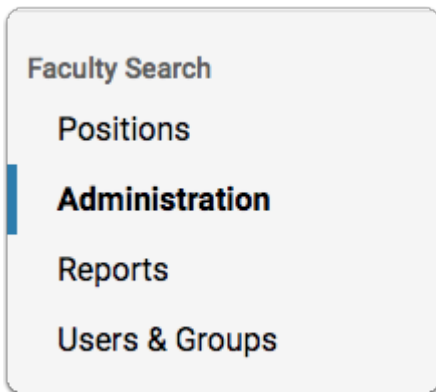 Faculty Search
Positions
Administration
Reports
Users & Groups